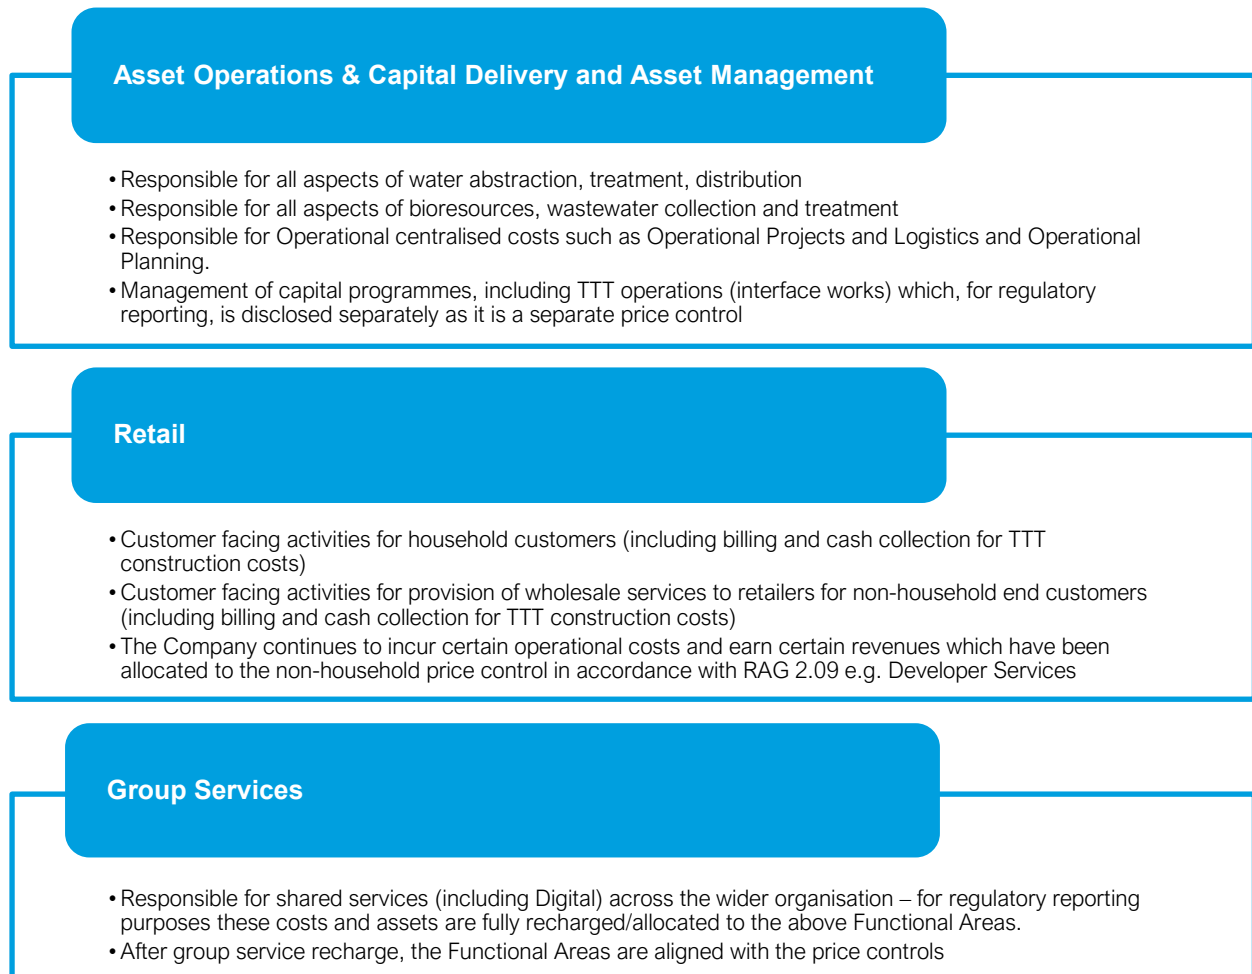 Asset Operations & Capital Delivery and Asset Management
• Responsible for all aspects of water abstraction, treatment, distribution
• Responsible for all aspects of bioresources, wastewater collection and treatment
• Responsible for Operational centralised costs such as Operational Projects and Logistics and Operational
Planning.
• Management of capital programmes, including TTT operations (interface works) which, for regulatory
reporting, is disclosed separately as it is a separate price control
Retail
• Customer facing activities for household customers (including billing and cash collection for TTT
construction costs)
• Customer facing activities for provision of wholesale services to retailers for non-household end customers
(including billing and cash collection for TTT construction costs)
• The Company continues to incur certain operational costs and earn certain revenues which have been
allocated to the non-household price control in accordance with RAG 2.09 e.g. Developer Services
Group Services
• Responsible for shared services (including Digital) across the wider organisation – for regulatory reporting
purposes these costs and assets are fully recharged/allocated to the above Functional Areas.
• After group service recharge, the Functional Areas are aligned with the price controls